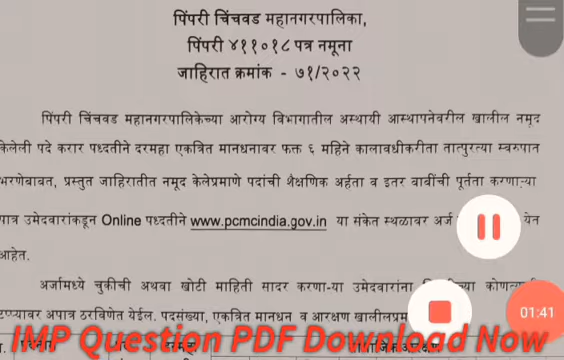 पिंपरी चिंचवड महानगरपालिका,
पिंपरी ४११०१८ पत्र नमूना
जाहिरात क्रमांक - ७१/२०२२
पिंपरी चिंचवड महानगरपालिकेच्या आरोग्य विभागातील अस्थायी आस्थापनेवरील खालील नमूद
केलेली पदे करार पध्दतीने दरमहा एकत्रित मानधनावर फक्त ६ महिने कालावधीकरीता तात्पुरत्या स्वरुपात
भरणेबाबत, प्रस्तुत जाहिरातीत नमूद केलेप्रमाणे पदांची शैक्षणिक अर्हता व इतर बाबींची पूर्तता करणाऱ्या
पात्र उमेदवारांकडून Online पध्दतीने www.pcmcindia.gov.in या संकेत स्थळावर अर्ज येत
आहेत.
अर्जामध्ये चुकीची अथवा खोटी माहिती सादर करणा-या उमेदवारांना
टप्प्यावर अपात्र ठरविणेत येईल. पदसंख्या, एकत्रित मानधन व आरक्षण
01:41
IMP Question PDF Download Now